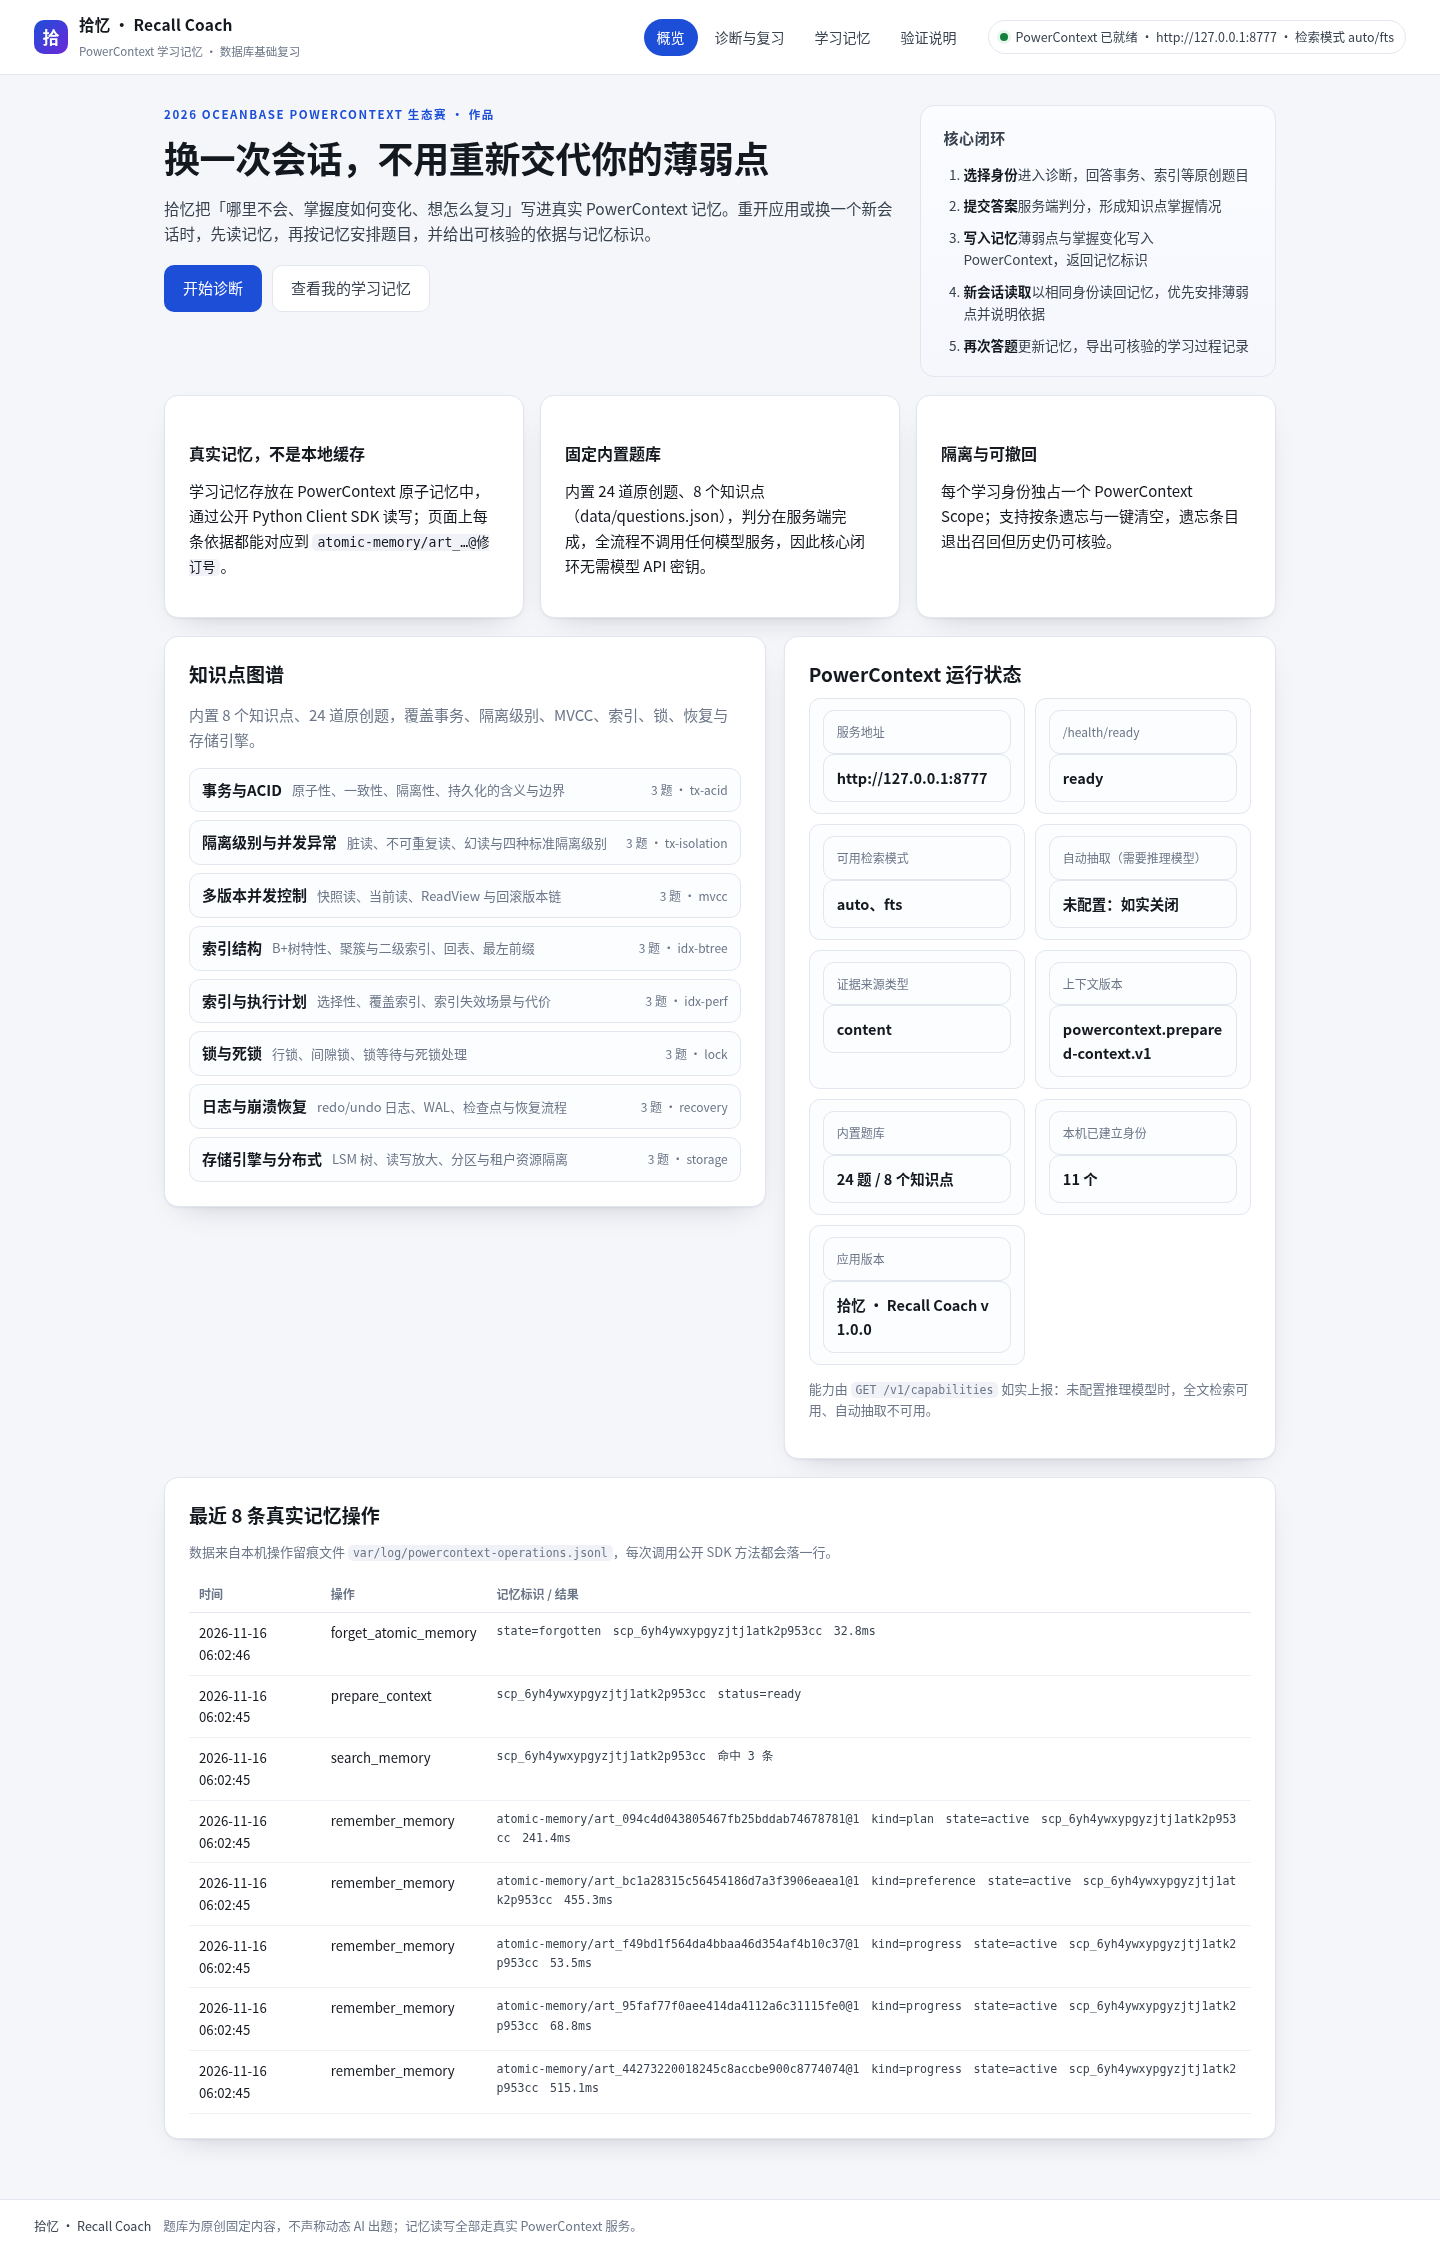 拾
拾忆 · Recall Coach
PowerContext 学习记忆 · 数据库基础复习
概览
诊断与复习
学习记忆
验证说明
PowerContext 已就绪 · http://127.0.0.1:8777 · 检索模式 auto/fts
2026 OCEANBASE POWERCONTEXT 生态赛 · 作品
换一次会话，不用重新交代你的薄弱点
拾忆把「哪里不会、掌握度如何变化、想怎么复习」写进真实 PowerContext 记忆。重开应用或换一个新会
话时，先读记忆，再按记忆安排题目，并给出可核验的依据与记忆标识。
开始诊断
查看我的学习记忆
核心闭环
1. 选择身份进入诊断，回答事务、索引等原创题目
2. 提交答案服务端判分，形成知识点掌握情况
3. 写入记忆薄弱点与掌握变化写入
PowerContext，返回记忆标识
4. 新会话读取以相同身份读回记忆，优先安排薄弱
点并说明依据
5. 再次答题更新记忆，导出可核验的学习过程记录
真实记忆，不是本地缓存
学习记忆存放在 PowerContext 原子记忆中，
通过公开 Python Client SDK 读写；页面上每
条依据都能对应到 atomic-memory/art_…@修
订号。
固定内置题库
内置 24 道原创题、8 个知识点
（data/questions.json），判分在服务端完
成，全流程不调用任何模型服务，因此核心闭
环无需模型 API 密钥。
隔离与可撤回
每个学习身份独占一个 PowerContext
Scope；支持按条遗忘与一键清空，遗忘条目
退出召回但历史仍可核验。
知识点图谱
内置 8 个知识点、24 道原创题，覆盖事务、隔离级别、MVCC、索引、锁、恢复与
存储引擎。
事务与ACID 原子性、一致性、隔离性、持久化的含义与边界 3 题 · tx-acid
隔离级别与并发异常 脏读、不可重复读、幻读与四种标准隔离级别 3 题 · tx-isolation
多版本并发控制 快照读、当前读、ReadView 与回滚版本链 3 题 · mvcc
索引结构 B+树特性、聚簇与二级索引、回表、最左前缀 3 题 · idx-btree
索引与执行计划 选择性、覆盖索引、索引失效场景与代价 3 题 · idx-perf
锁与死锁 行锁、间隙锁、锁等待与死锁处理 3 题 · lock
日志与崩溃恢复 redo/undo 日志、WAL、检查点与恢复流程 3 题 · recovery
存储引擎与分布式 LSM 树、读写放大、分区与租户资源隔离 3 题 · storage
PowerContext 运行状态
服务地址
http://127.0.0.1:8777
/health/ready
ready
可用检索模式
auto、fts
自动抽取（需要推理模型）
未配置：如实关闭
证据来源类型
content
上下文版本
powercontext.prepare
d-context.v1
内置题库
24 题 / 8 个知识点
本机已建立身份
11 个
应用版本
拾忆 · Recall Coach v
1.0.0
能力由 GET /v1/capabilities 如实上报：未配置推理模型时，全文检索可
用、自动抽取不可用。
最近 8 条真实记忆操作
数据来自本机操作留痕文件 var/log/powercontext-operations.jsonl，每次调用公开 SDK 方法都会落一行。
时间 操作 记忆标识 / 结果
2026-11-16
06:02:46
forget_atomic_memory
state=forgotten scp_6yh4ywxypgyzjtj1atk2p953cc 32.8ms
2026-11-16
06:02:45
prepare_context
scp_6yh4ywxypgyzjtj1atk2p953cc status=ready
2026-11-16
06:02:45
search_memory
scp_6yh4ywxypgyzjtj1atk2p953cc 命中 3 条
2026-11-16
06:02:45
remember_memory
atomic-memory/art_094c4d043805467fb25bddab74678781@1 kind=plan state=active scp_6yh4ywxypgyzjtj1atk2p953
cc 241.4ms
2026-11-16
06:02:45
remember_memory
atomic-memory/art_bc1a28315c56454186d7a3f3906eaea1@1 kind=preference state=active scp_6yh4ywxypgyzjtj1at
k2p953cc 455.3ms
2026-11-16
06:02:45
remember_memory
atomic-memory/art_f49bd1f564da4bbaa46d354af4b10c37@1 kind=progress state=active scp_6yh4ywxypgyzjtj1atk2
p953cc 53.5ms
2026-11-16
06:02:45
remember_memory
atomic-memory/art_95faf77f0aee414da4112a6c31115fe0@1 kind=progress state=active scp_6yh4ywxypgyzjtj1atk2
p953cc 68.8ms
2026-11-16
06:02:45
remember_memory
atomic-memory/art_44273220018245c8accbe900c8774074@1 kind=progress state=active scp_6yh4ywxypgyzjtj1atk2
p953cc 515.1ms
拾忆 · Recall Coach 题库为原创固定内容，不声称动态 AI 出题；记忆读写全部走真实 PowerContext 服务。